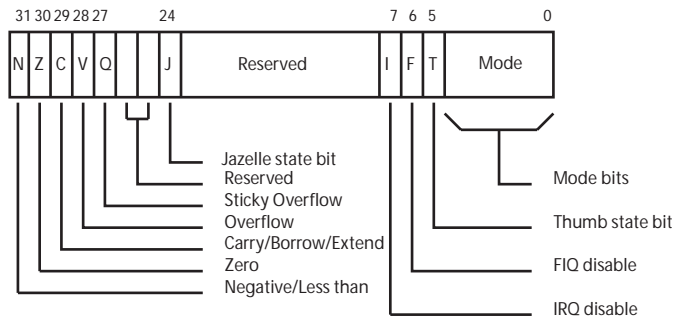 31 30 29 28 27 24 7 6 5 0
N Z C V Q J Reserved I F T Mode
Jazelle state bit
Reserved Mode bits
Sticky Overflow
Overflow Thumb state bit
Carry/Borrow/Extend
Zero FIQ disable
Negative/Less than
IRQ disable